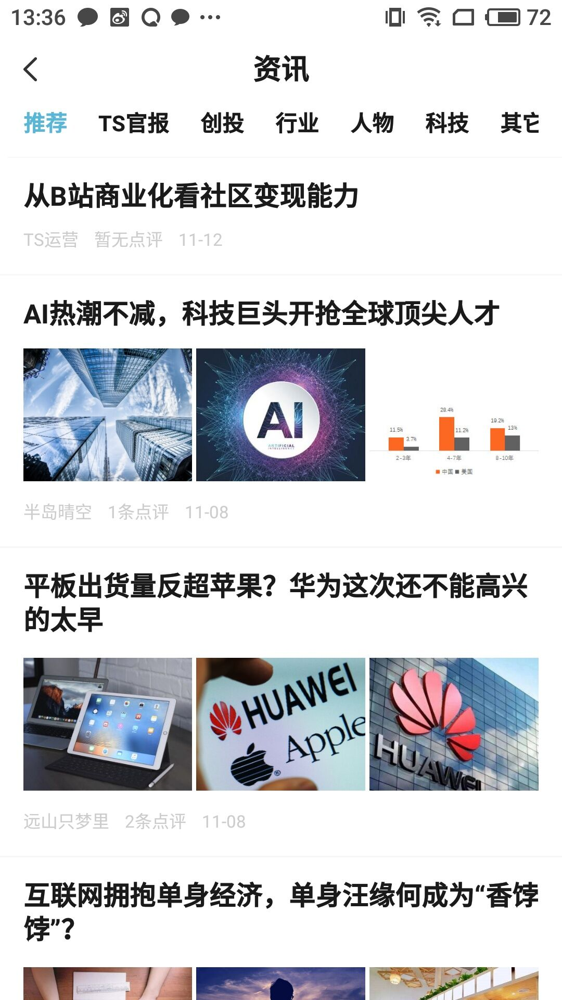 13:36
72
资讯
推荐 TS官报 创投 行业 人物 科技 其它
从B站商业化看社区变现能力
TS运营 暂无点评 11-12
AI热潮不减，科技巨头开抢全球顶尖人才
AI
ARTIFICIAL
INTELLIGENCE
28.4%
19.2%
11.5%
11.2%
13%
3.7%
2-3年 4-7年 8-10年
中国 美国
半岛晴空 1条点评 11-08
平板出货量反超苹果？华为这次还不能高兴
的太早
HUAWEI
Apple
HUAWEI
远山只梦里 2条点评 11-08
互联网拥抱单身经济，单身汪缘何成为“香饽
饽”？